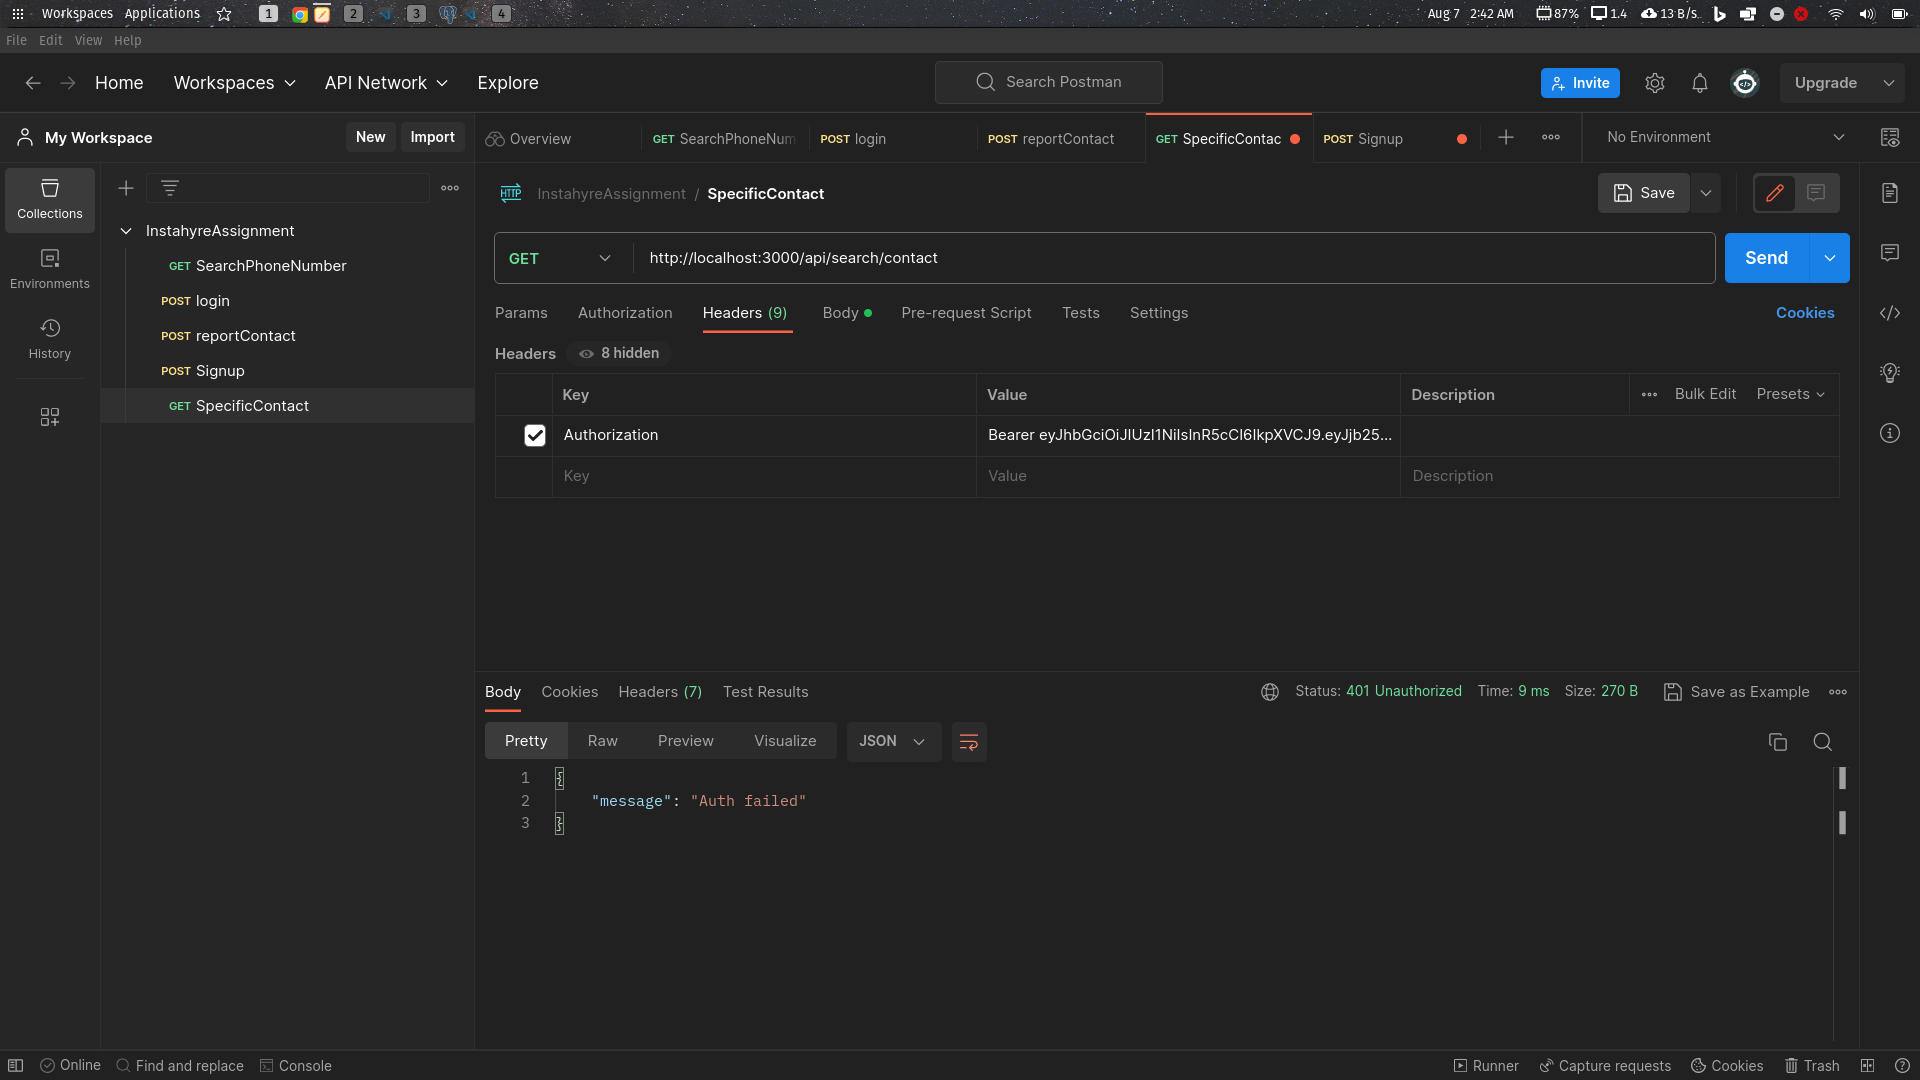 Workspaces Applications 1 2 3 4 Aug 7 2:42 AM 87% 1.4 13 B/s
File Edit View Help
Home Workspaces API Network Explore Search Postman Invite Upgrade
My Workspace New Import Overview GET SearchPhoneNum POST login POST reportContact GET SpecificContac POST Signup No Environment
Collections
Environments
History
InstahyreAssignment
GET SearchPhoneNumber
POST login
POST reportContact
POST Signup
GET SpecificContact
HTTP InstahyreAssignment / SpecificContact Save
GET http://localhost:3000/api/search/contact Send
Params Authorization Headers (9) Body Pre-request Script Tests Settings Cookies
Headers 8 hidden
Key Value Description Bulk Edit Presets
Authorization Bearer eyJhbGciOiJIUzI1NiIsInR5cCI6IkpXVCJ9.eyJjb25...
Key Value Description
Body Cookies Headers (7) Test Results Status: 401 Unauthorized Time: 9 ms Size: 270 B Save as Example
Pretty Raw Preview Visualize JSON
1 {
2 "message": "Auth failed"
3 }
Online Find and replace Console Runner Capture requests Cookies Trash